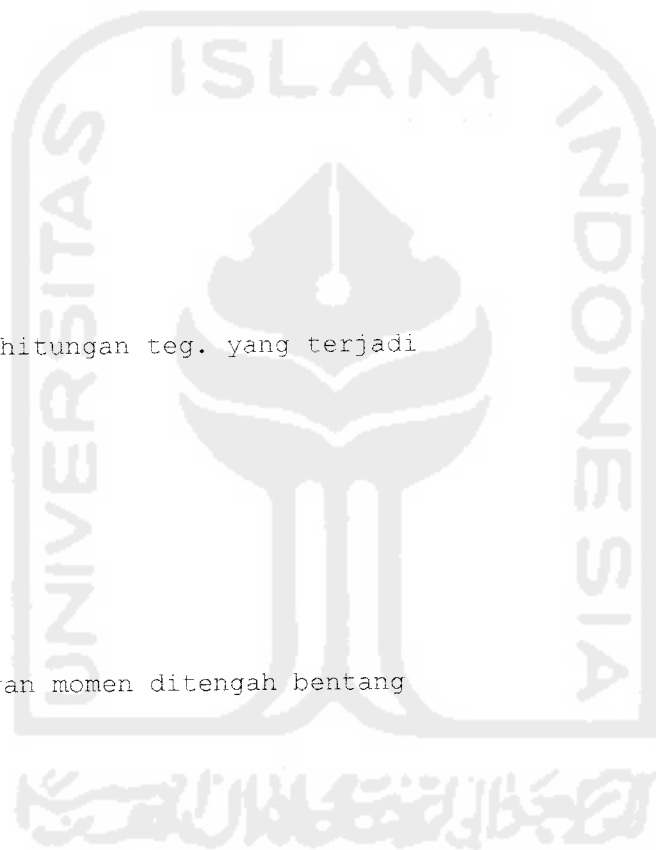 ISLAM
UNIVERSITAS
INDONESIA
hitungan teg. yang terjadi
an momen ditengah bentang